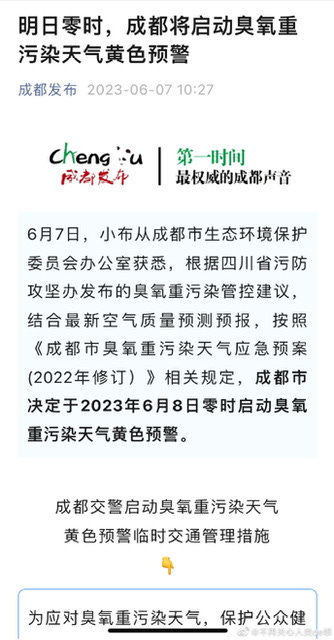 明日零时，成都将启动臭氧重
污染天气黄色预警
成都发布 2023-06-07 10:27
Chengdu
成都发布
第一时间
最权威的成都声音
6月7日，小布从成都市生态环境保护
委员会办公室获悉，根据四川省污防
攻坚办发布的臭氧重污染管控建议，
结合最新空气质量预测预报，按照
《成都市臭氧重污染天气应急预案
(2022年修订）》相关规定，成都市
决定于2023年6月8日零时启动臭氧
重污染天气黄色预警。
成都交警启动臭氧重污染天气
黄色预警临时交通管理措施
为应对臭氧重污染天气，保护公众健